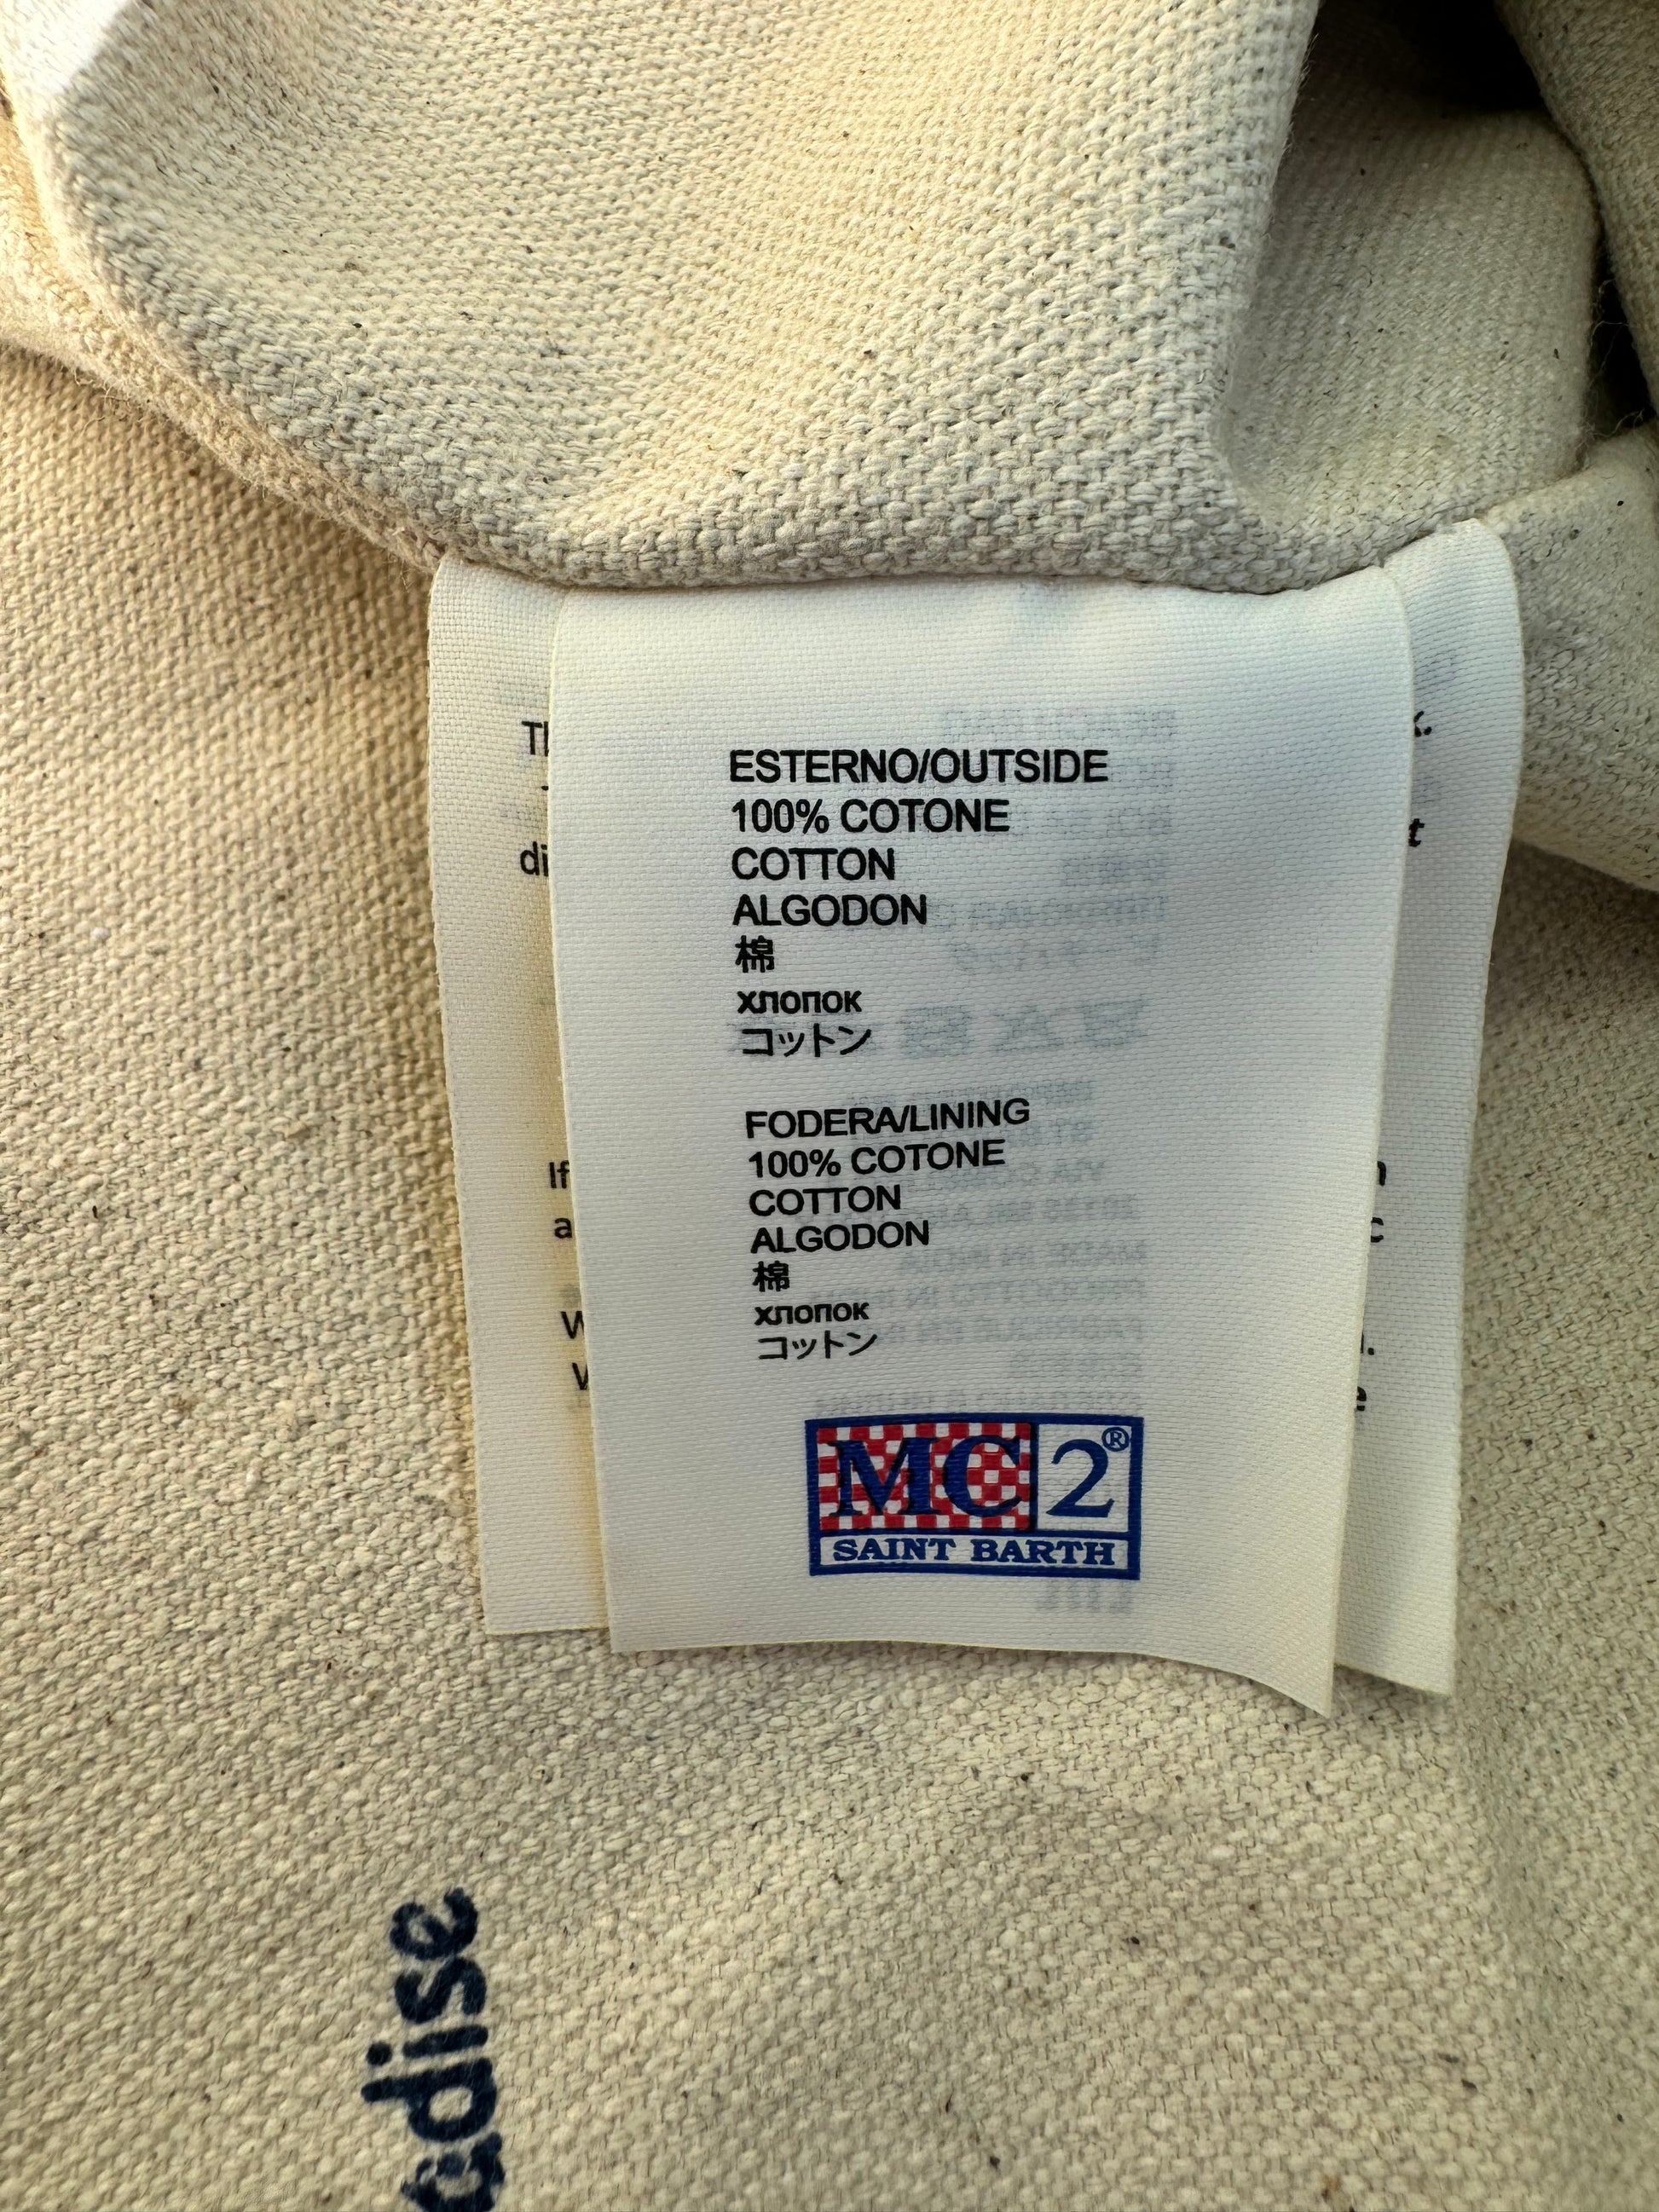 ESTERNO/OUTSIDE
100% COTONE
COTTON
ALGODON
棉
хлопок
コットン
FODERA/LINING
100% COTONE
COTTON
ALGODON
棉
хлопок
コットン
MC2®
SAINT BARTH
adise